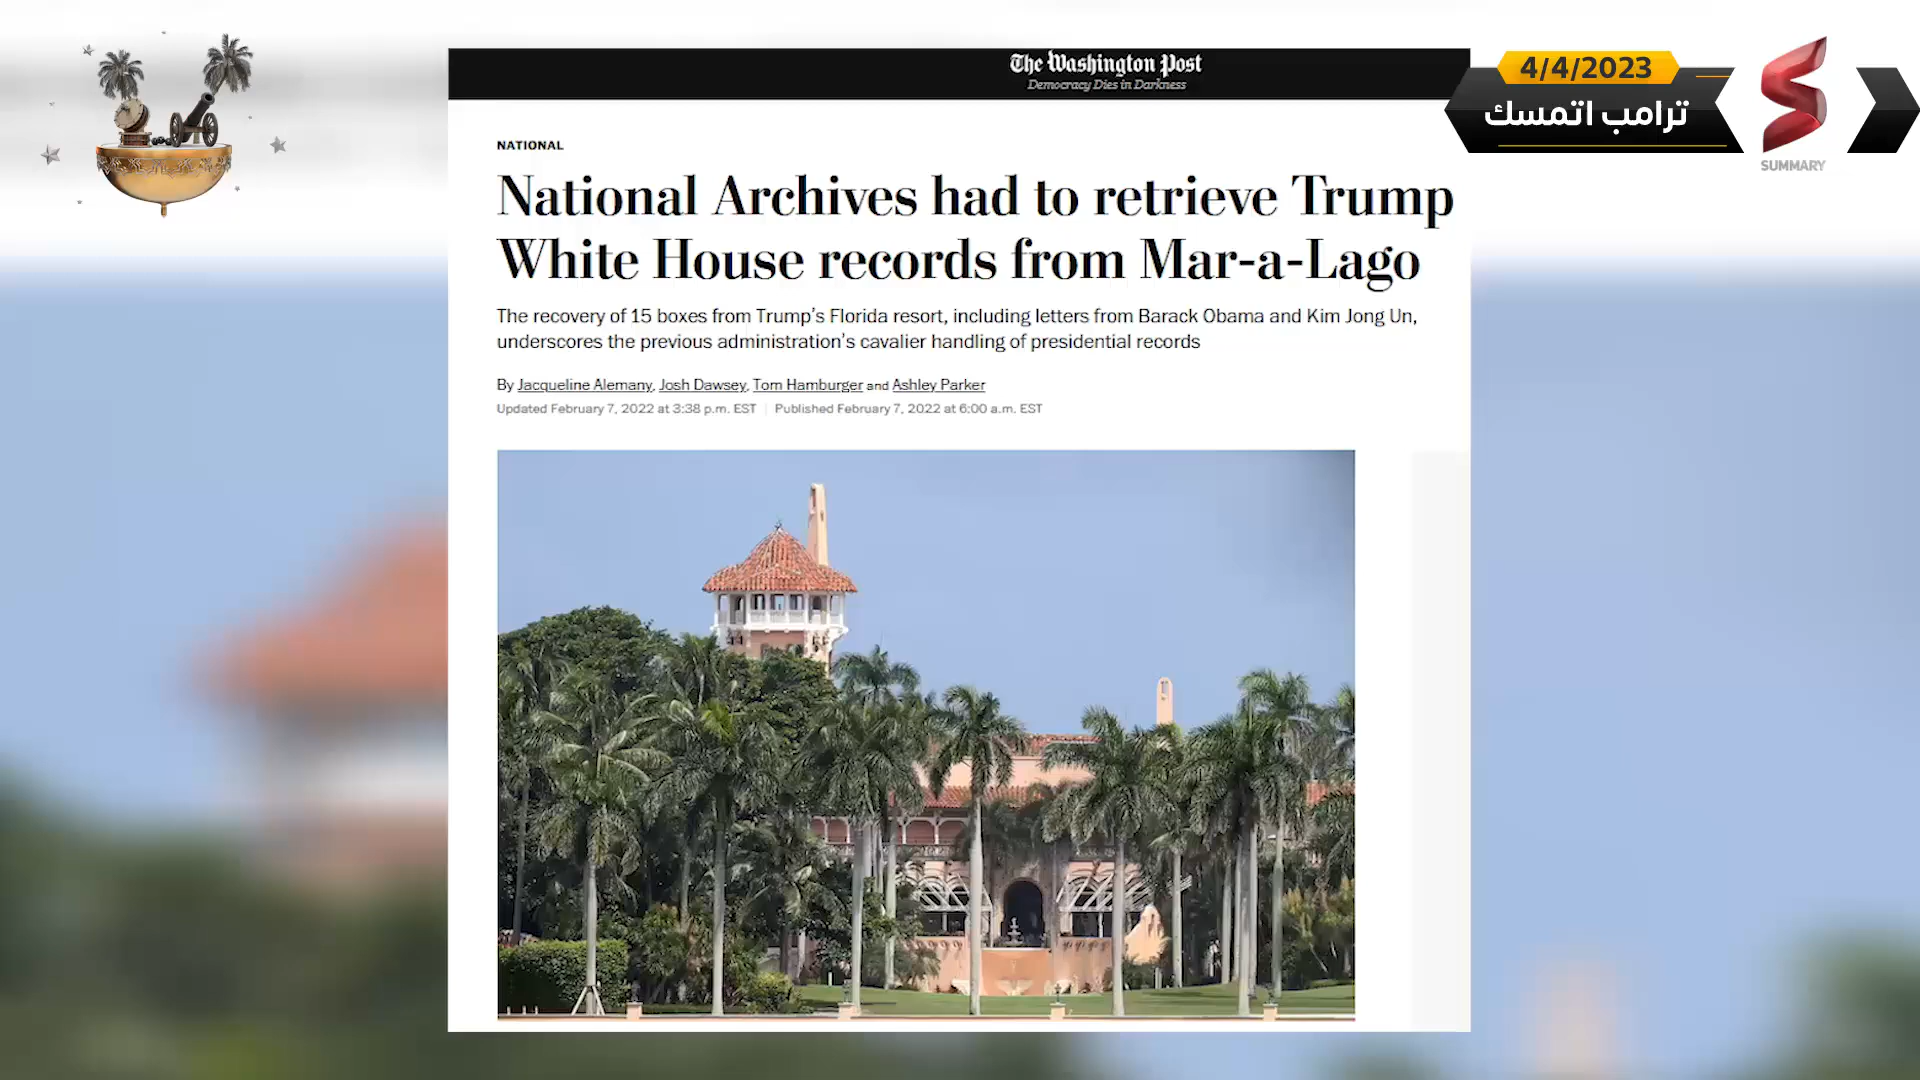 The Washington Post
Democracy Dies in Darkness
4/4/2023
ترامب اتمسك
SUMMARY
NATIONAL
National Archives had to retrieve Trump
White House records from Mar-a-Lago
The recovery of 15 boxes from Trump's Florida resort, including letters from Barack Obama and Kim Jong Un,
underscores the previous administration's cavalier handling of presidential records
By Jacqueline Alemany, Josh Dawsey, Tom Hamburger and Ashley Parker
Updated February 7, 2022 at 3:38 p.m. EST | Published February 7, 2022 at 6:00 a.m. EST